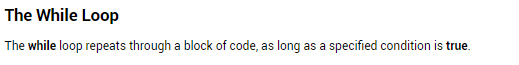 The While Loop
The while loop repeats through a block of code, as long as a specified condition is true.